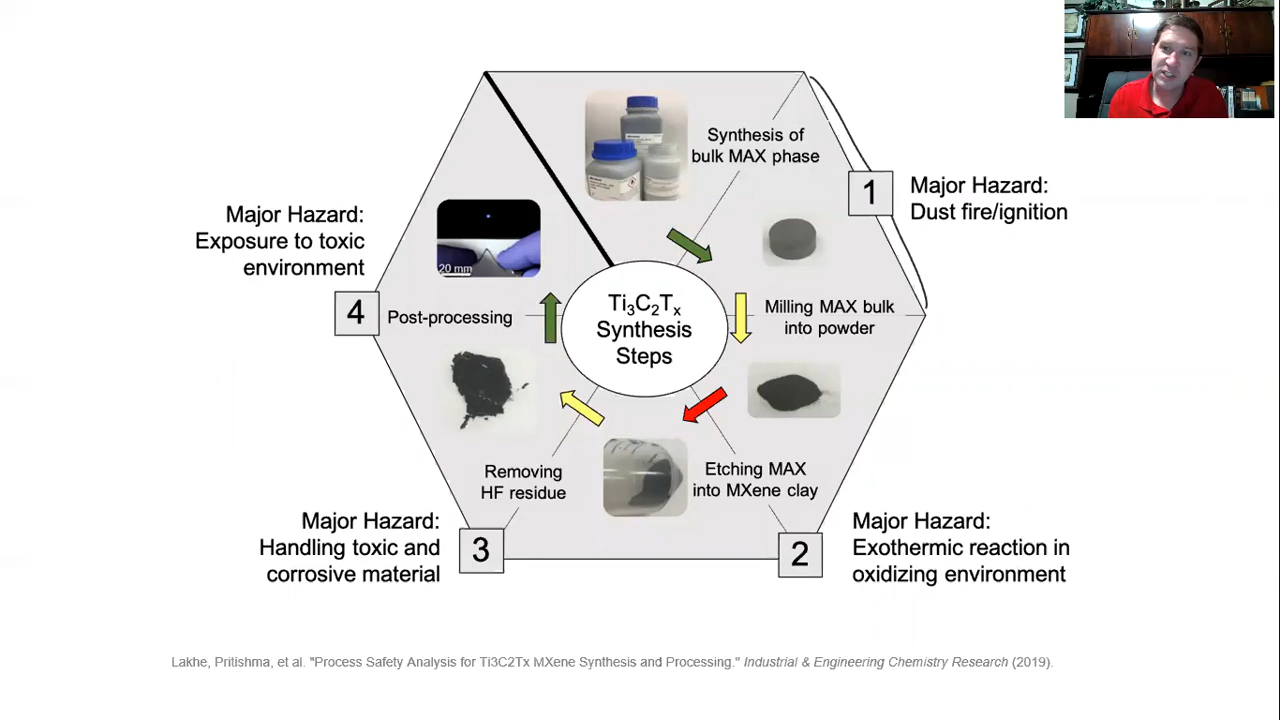 Synthesis of
bulk MAX phase
1
Major Hazard:
Dust fire/ignition
Milling MAX bulk
into powder
Etching MAX
into MXene clay
2
Major Hazard:
Exothermic reaction in
oxidizing environment
Removing
HF residue
3
Major Hazard:
Handling toxic and
corrosive material
Post-processing
4
Major Hazard:
Exposure to toxic
environment
20 mm
Ti₃C₂Tₓ
Synthesis
Steps
Lakhe, Pritishma, et al. "Process Safety Analysis for Ti3C2Tx MXene Synthesis and Processing." Industrial & Engineering Chemistry Research (2019).